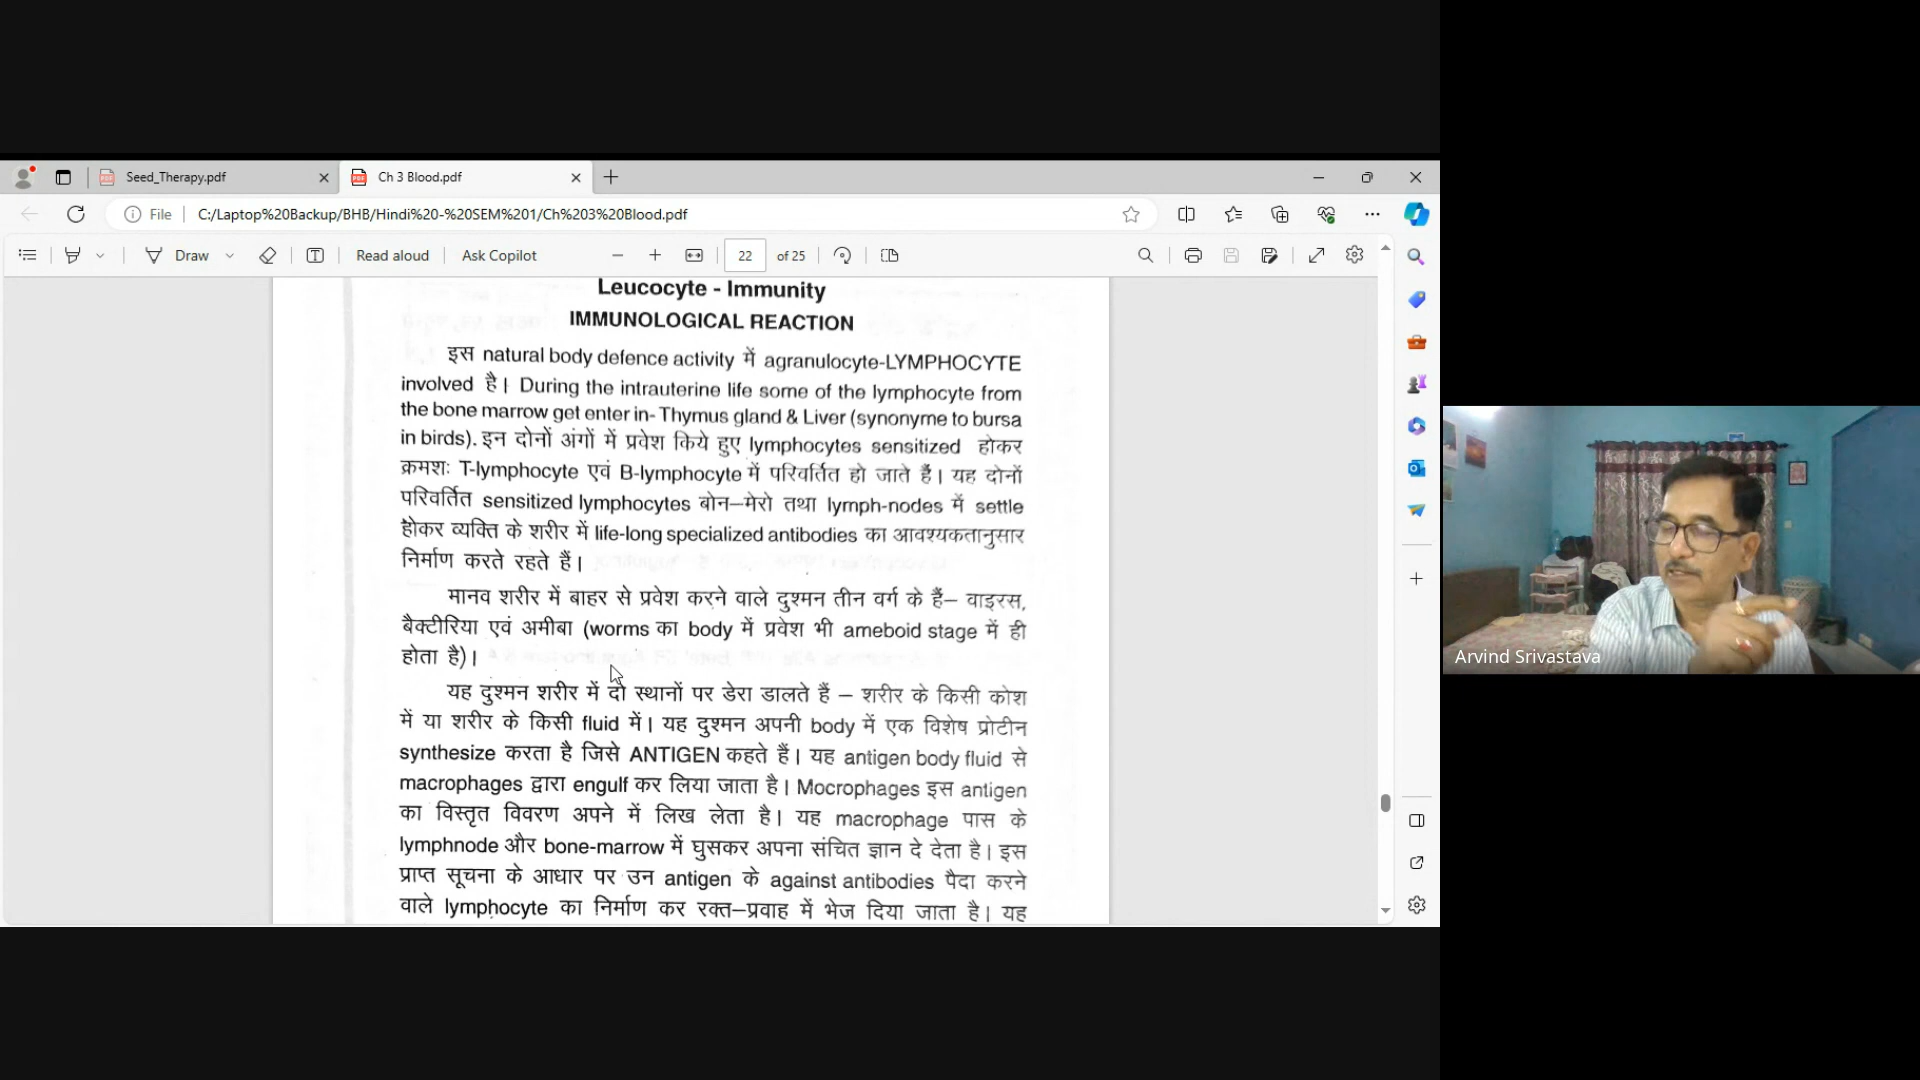 Seed_Therapy.pdf
Ch 3 Blood.pdf
File
C:/Laptop%20Backup/BHB/Hindi%20-%20SEM%201/Ch%203%20Blood.pdf
Draw
Read aloud
Ask Copilot
22
of 25
Leucocyte - Immunity
IMMUNOLOGICAL REACTION
इस natural body defence activity में agranulocyte-LYMPHOCYTE
involved है। During the intrauterine life some of the lymphocyte from
the bone marrow get enter in- Thymus gland & Liver (synonyme to bursa
in birds). इन दोनों अंगों में प्रवेश किये हुए lymphocytes sensitized होकर
क्रमशः T-lymphocyte एवं B-lymphocyte में परिवर्तित हो जाते हैं। यह दोनों
परिवर्तित sensitized lymphocytes बोन–मेरो तथा lymph-nodes में settle
होकर व्यक्ति के शरीर में life-long specialized antibodies का आवश्यकतानुसार
निर्माण करते रहते हैं।
मानव शरीर में बाहर से प्रवेश करने वाले दुश्मन तीन वर्ग के हैं– वाइरस,
बैक्टीरिया एवं अमीबा (worms का body में प्रवेश भी ameboid stage में ही
होता है)।
यह दुश्मन शरीर में दो स्थानों पर डेरा डालते हैं – शरीर के किसी कोश
में या शरीर के किसी fluid में। यह दुश्मन अपनी body में एक विशेष प्रोटीन
synthesize करता है जिसे ANTIGEN कहते हैं। यह antigen body fluid से
macrophages द्वारा engulf कर लिया जाता है। Mocrophages इस antigen
का विस्तृत विवरण अपने में लिख लेता है। यह macrophage पास के
lymphnode और bone-marrow में घुसकर अपना संचित ज्ञान दे देता है। इस
प्राप्त सूचना के आधार पर उन antigen के against antibodies पैदा करने
वाले lymphocyte का निर्माण कर रक्त–प्रवाह में भेज दिया जाता है। यह
Arvind Srivastava